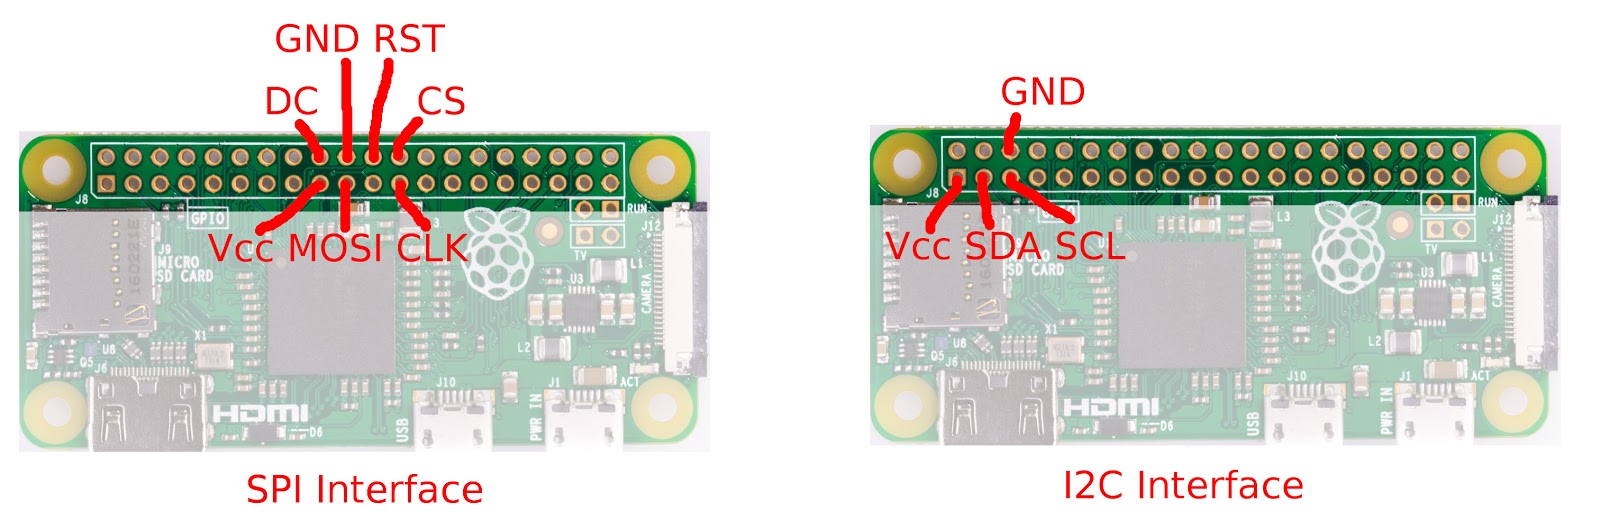 GND RST
DC CS
J8
GPIO
RUN
J9
MICRO
SD CARD
160221E
Vcc MOSI CLK
L3
TV
J12
CAMERA
L1
U3
X1
U8
Q5
J6
L2
HDMI
D6
J10
J1
ACT
USB
PWR IN
SPI Interface
GND
J8
GPIO
RUN
Vcc SDA SCL
L3
TV
J12
CAMERA
L1
U3
SD CARD
X1
U8
Q5
J6
L2
HDMI
D6
J10
J1
ACT
USB
PWR IN
I2C Interface